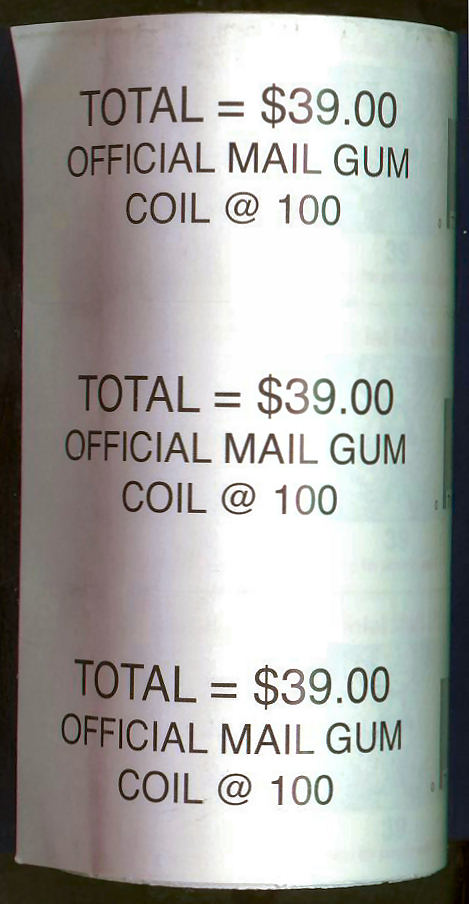 TOTAL = $39.00
OFFICIAL MAIL GUM
COIL @ 100
TOTAL = $39.00
OFFICIAL MAIL GUM
COIL @ 100
TOTAL = $39.00
OFFICIAL MAIL GUM
COIL @ 100